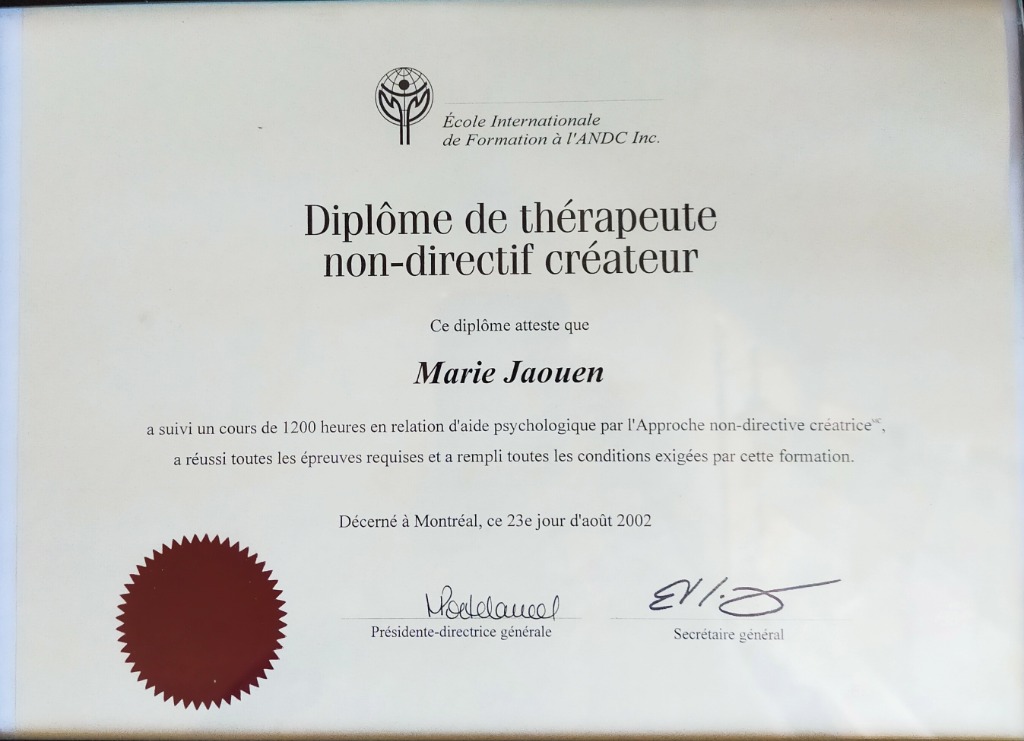 École Internationale
de Formation à l'ANDC Inc.
Diplôme de thérapeute
non-directif créateur
Ce diplôme atteste que
Marie Jaouen
a suivi un cours de 1200 heures en relation d'aide psychologique par l'Approche non-directive créatrice MC,
a réussi toutes les épreuves requises et a rempli toutes les conditions exigées par cette formation.
Décerné à Montréal, ce 23e jour d'août 2002
Présidente-directrice générale
Secrétaire général